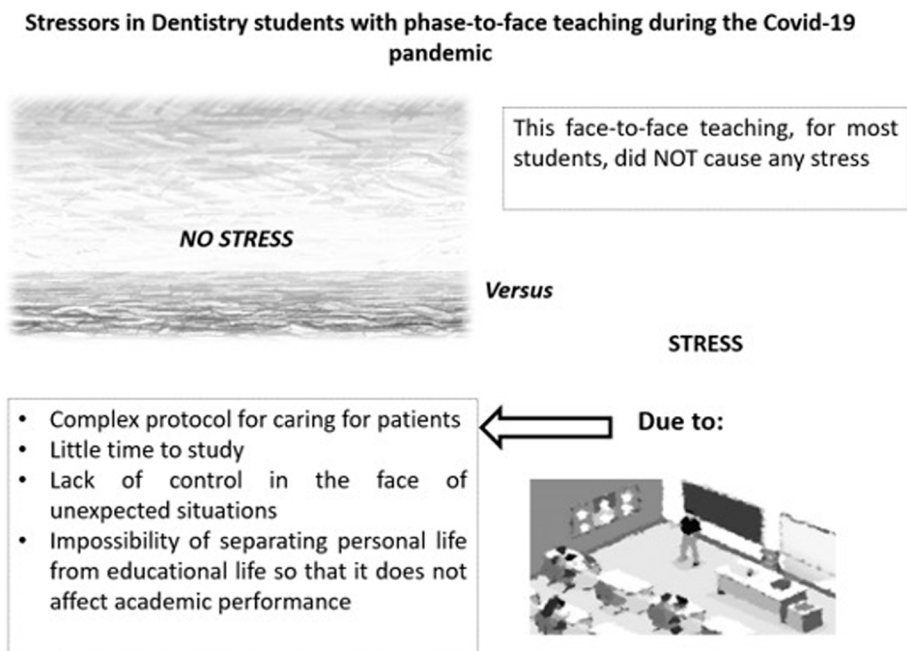 Stressors in Dentistry students with phase-to-face teaching during the Covid-19
pandemic
This face-to-face teaching, for most
students, did NOT cause any stress
NO STRESS
Versus
STRESS
Due to:
• Complex protocol for caring for patients
• Little time to study
• Lack of control in the face of
unexpected situations
• Impossibility of separating personal life
from educational life so that it does not
affect academic performance